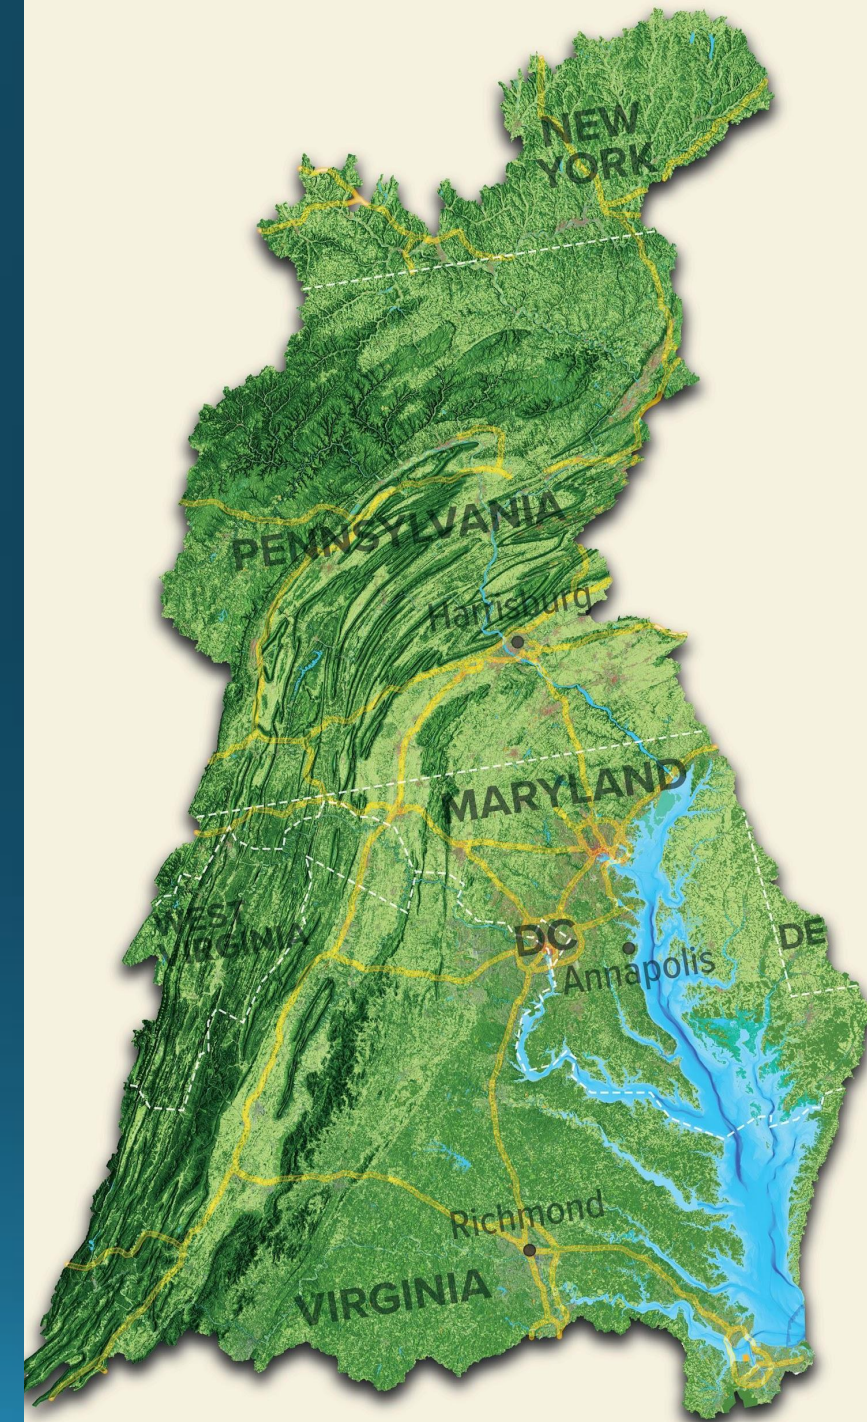 NEW
YORK
PENNSYLVANIA
Harrisburg
MARYLAND
WEST
VIRGINIA
DC
DE
Annapolis
Richmond
VIRGINIA